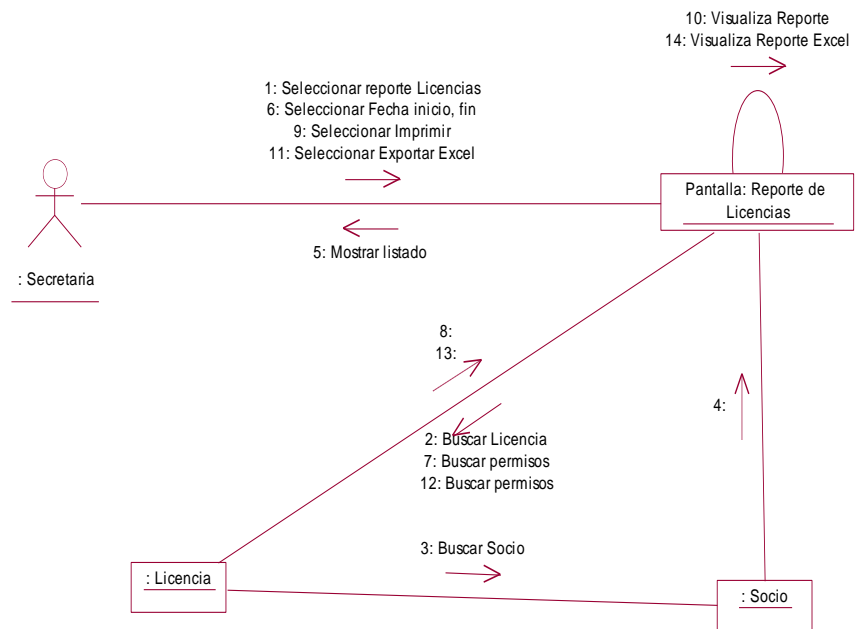 10: Visualiza Reporte
14: Visualiza Reporte Excel
1: Seleccionar reporte Licencias
6: Seleccionar Fecha inicio, fin
9: Seleccionar Imprimir
11: Seleccionar Exportar Excel
Pantalla: Reporte de
Licencias
5: Mostrar listado
: Secretaria
8:
13:
4:
2: Buscar Licencia
7: Buscar permisos
12: Buscar permisos
3: Buscar Socio
: Licencia
: Socio